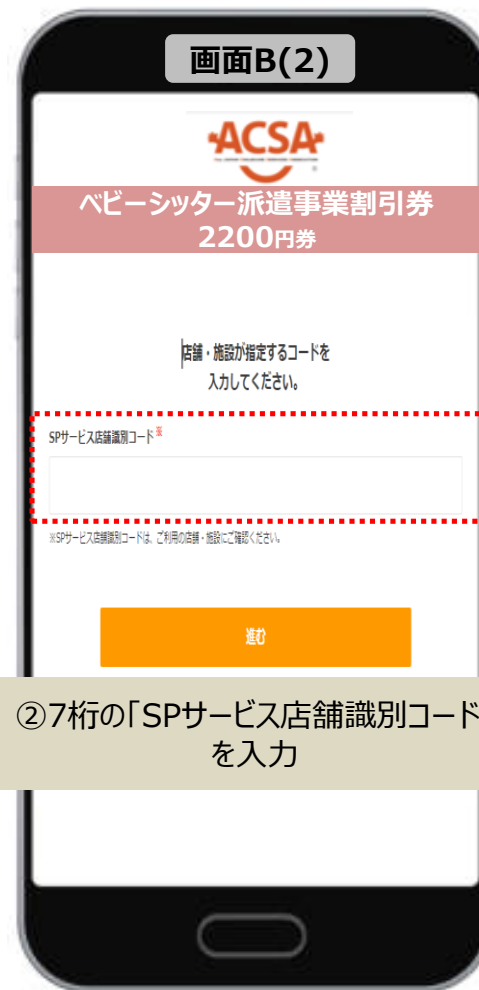 画面B(2)
ACSA
ベビーシッター派遣事業割引券
2200円券
店舗・施設が指定するコードを
入力してください。
SPサービス店舗識別コード※
※SPサービス店舗識別コードは、ご利用の店舗・施設にご確認ください。
進む
②7桁の「SPサービス店舗識別コード
を入力